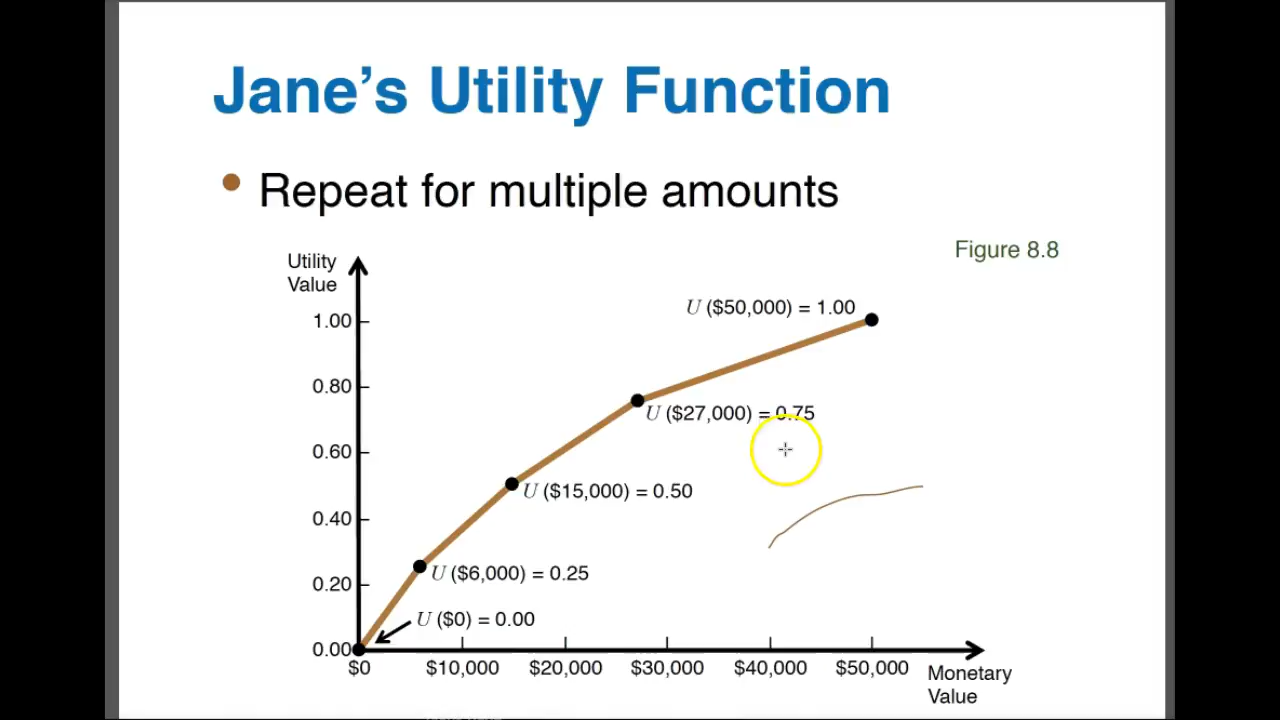 Jane's Utility Function
• Repeat for multiple amounts
Figure 8.8
Utility
Value
U ($50,000) = 1.00
1.00
0.80
U ($27,000) = 0.75
0.60
U ($15,000) = 0.50
0.40
U ($6,000) = 0.25
0.20
U ($0) = 0.00
0.00
$0 $10,000 $20,000 $30,000 $40,000 $50,000
Monetary
Value